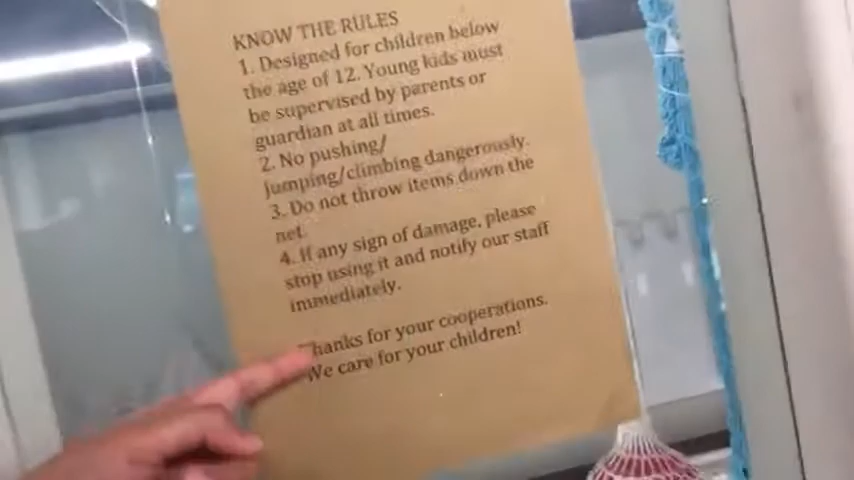 KNOW THE RULES
1. Designed for children below
the age of 12. Young kids must
be supervised by parents or
guardian at all times.
2. No pushing/
jumping/climbing dangerously.
3. Do not throw items down the
net.
4. If any sign of damage, please
stop using it and notify our staff
immediately.
Thanks for your cooperations.
We care for your children!